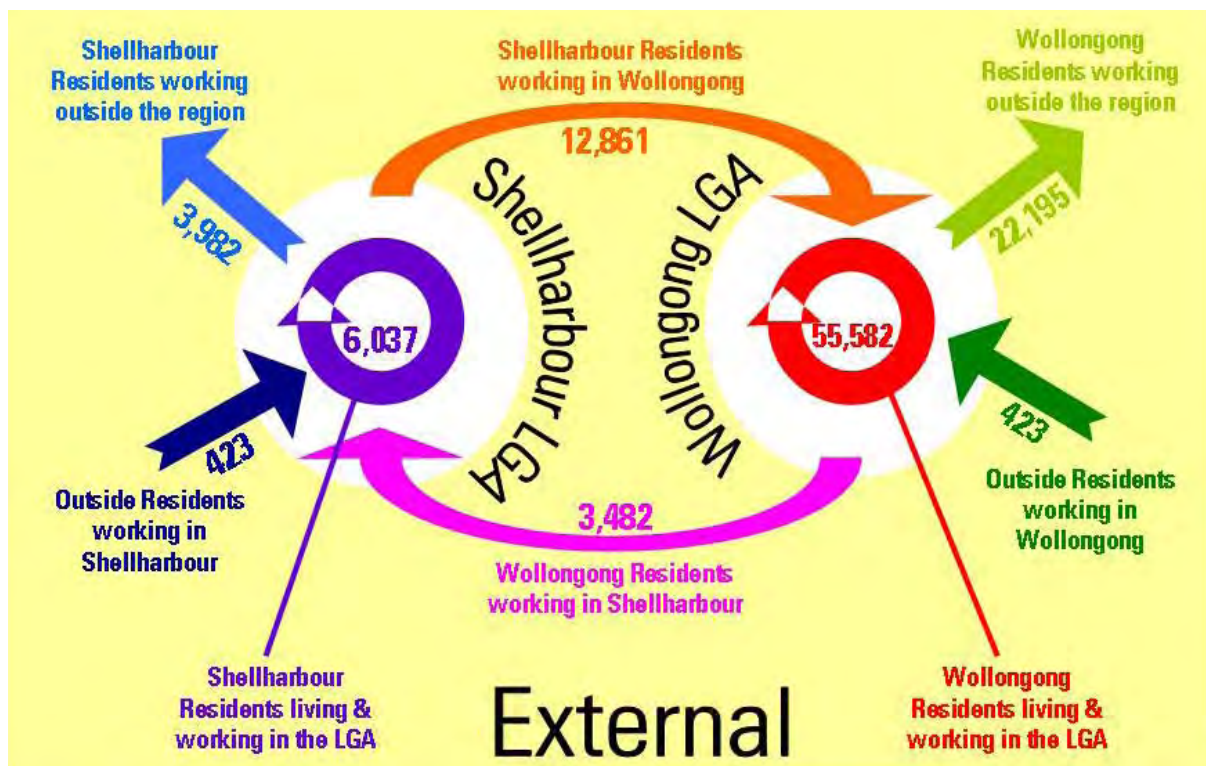 Shellharbour
Residents working
outside the region
3,982
Shellharbour Residents
working in Wollongong
12,861
Wollongong
Residents working
outside the region
22,195
Shellharbour LGA
Wollongong LGA
6,037
55,582
423
Outside Residents
working in
Shellharbour
3,482
Wollongong Residents
working in Shellharbour
423
Outside Residents
working in
Wollongong
Shellharbour
Residents living &
working in the LGA
External
Wollongong
Residents living &
working in the LGA